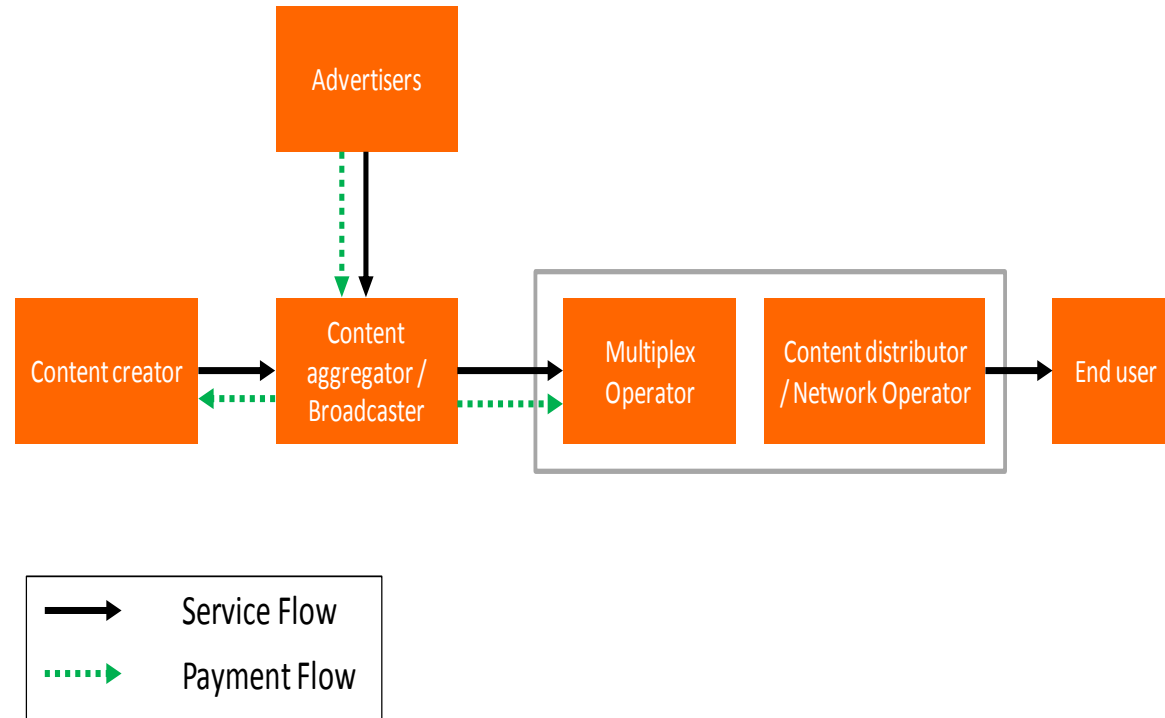 Advertisers
Content creator
Content
aggregator /
Broadcaster
Multiplex
Operator
Content distributor
/ Network Operator
End user
Service Flow
Payment Flow